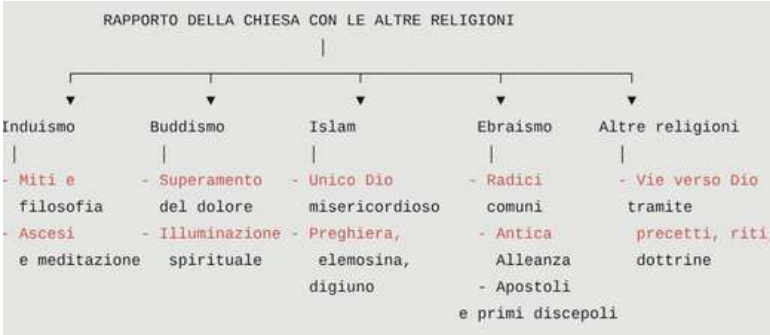 RAPPORTO DELLA CHIESA CON LE ALTRE RELIGIONI
Induismo Buddismo Islam Ebraismo Altre religioni
- Miti e - Superamento - Unico Dio - Radici - Vie verso Dio
filosofia del dolore misericordioso comuni tramite
- Ascesi - Illuminazione - Preghiera, - Antica precetti, riti
e meditazione spirituale elemosina, Alleanza dottrine
digiuno - Apostoli
e primi discepoli